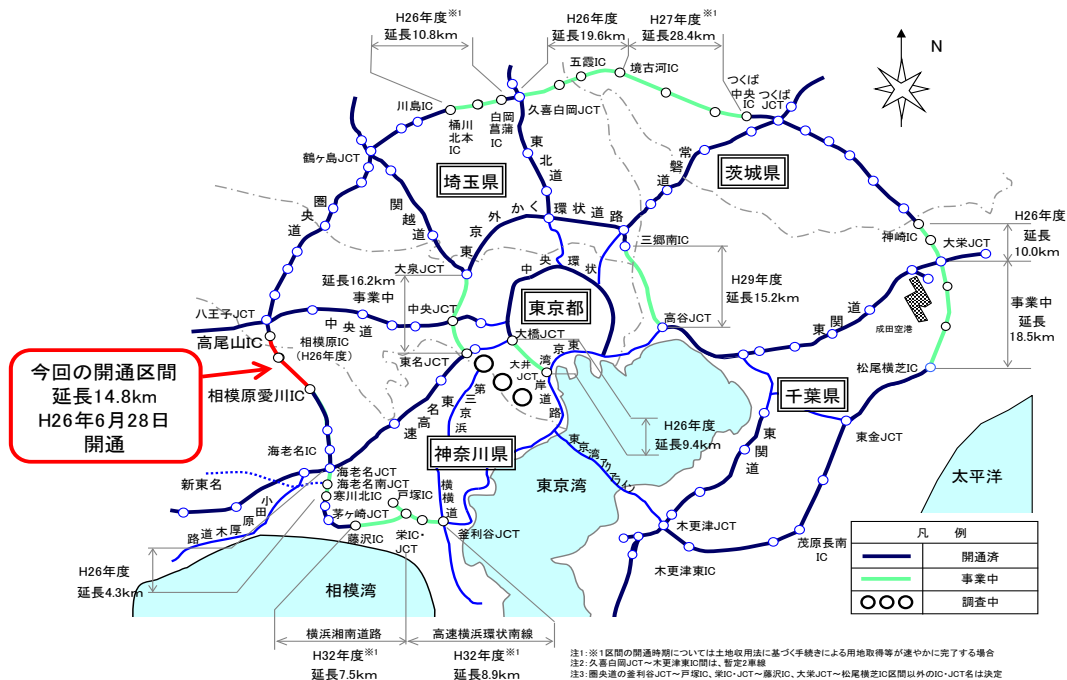 H26年度※1
延長10.8km
H26年度
延長19.6km
H27年度※1
延長28.4km
N
五霞IC
境古河IC
つくば
中央
IC
つくば
JCT
川島IC
桶川
北本
IC
白岡
菖蒲
IC
久喜白岡JCT
鶴ヶ島JCT
東北道
常磐道
埼玉県
茨城県
圏央道
関越道
東京外かく環状道路
三郷南IC
神崎IC
大栄JCT
H26年度
延長
10.0km
大泉JCT
延長16.2km
事業中
中央環状
H29年度
延長15.2km
東京都
八王子JCT
高尾山IC
中央道
中央JCT
相模原IC
(H26年度)
大橋JCT
高谷JCT
東関道
成田空港
事業中
延長
18.5km
今回の開通区間
延長14.8km
H26年6月28日
開通
東名JCT
大井
JCT
東京湾岸道路
松尾横芝IC
相模原愛川IC
第三京浜
千葉県
東名高速
H26年度
延長9.4km
東金JCT
海老名IC
神奈川県
東関道
東京湾アクアライン
新東名
海老名JCT
海老名南JCT
寒川北IC
戸塚IC
横横道
東京湾
太平洋
小田原厚木道路
茅ヶ崎JCT
木更津JCT
藤沢IC
栄IC・
JCT
釜利谷JCT
茂原長南
IC
木更津東IC
H26年度
延長4.3km
相模湾
凡 例
開通済
事業中
調査中
横浜湘南道路
高速横浜環状南線
H32年度※1
延長7.5km
H32年度※1
延長8.9km
注1:※1区間の開通時期については土地収用法に基づく手続きによる用地取得等が速やかに完了する場合
注2:久喜白岡JCT～木更津東IC間は、暫定2車線
注3:圏央道の釜利谷JCT～戸塚IC、栄IC・JCT～藤沢IC、大栄JCT～松尾横芝IC区間以外のIC・JCT名は決定